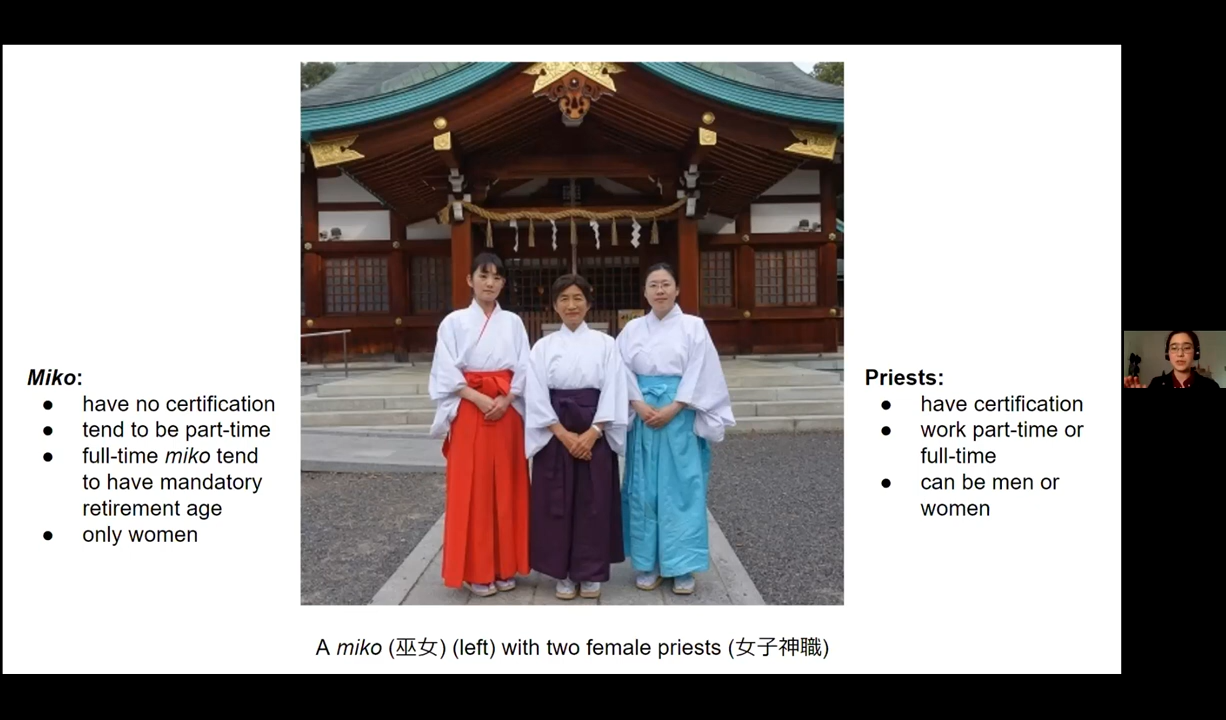 Miko:
● have no certification
● tend to be part-time
● full-time miko tend
to have mandatory
retirement age
● only women
Priests:
● have certification
● work part-time or
full-time
● can be men or
women
A miko (巫女) (left) with two female priests (女子神職)